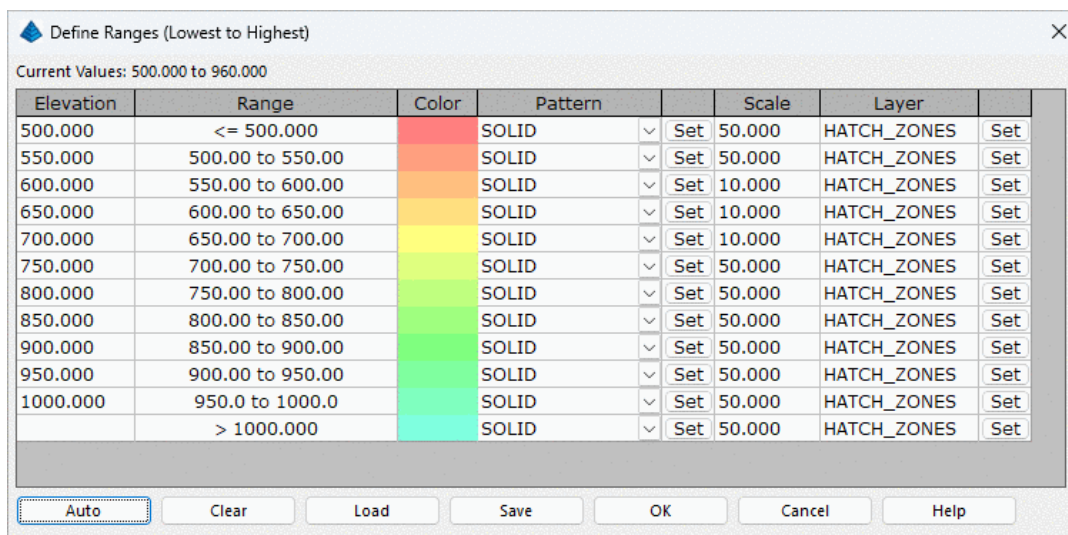 Define Ranges (Lowest to Highest)
Current Values: 500.000 to 960.000
Elevation Range Color Pattern Scale Layer
500.000 <= 500.000 SOLID Set 50.000 HATCH_ZONES Set
550.000 500.00 to 550.00 SOLID Set 50.000 HATCH_ZONES Set
600.000 550.00 to 600.00 SOLID Set 10.000 HATCH_ZONES Set
650.000 600.00 to 650.00 SOLID Set 10.000 HATCH_ZONES Set
700.000 650.00 to 700.00 SOLID Set 10.000 HATCH_ZONES Set
750.000 700.00 to 750.00 SOLID Set 50.000 HATCH_ZONES Set
800.000 750.00 to 800.00 SOLID Set 50.000 HATCH_ZONES Set
850.000 800.00 to 850.00 SOLID Set 50.000 HATCH_ZONES Set
900.000 850.00 to 900.00 SOLID Set 50.000 HATCH_ZONES Set
950.000 900.00 to 950.00 SOLID Set 50.000 HATCH_ZONES Set
1000.000 950.0 to 1000.0 SOLID Set 50.000 HATCH_ZONES Set
> 1000.000 SOLID Set 50.000 HATCH_ZONES Set
Auto Clear Load Save OK Cancel Help